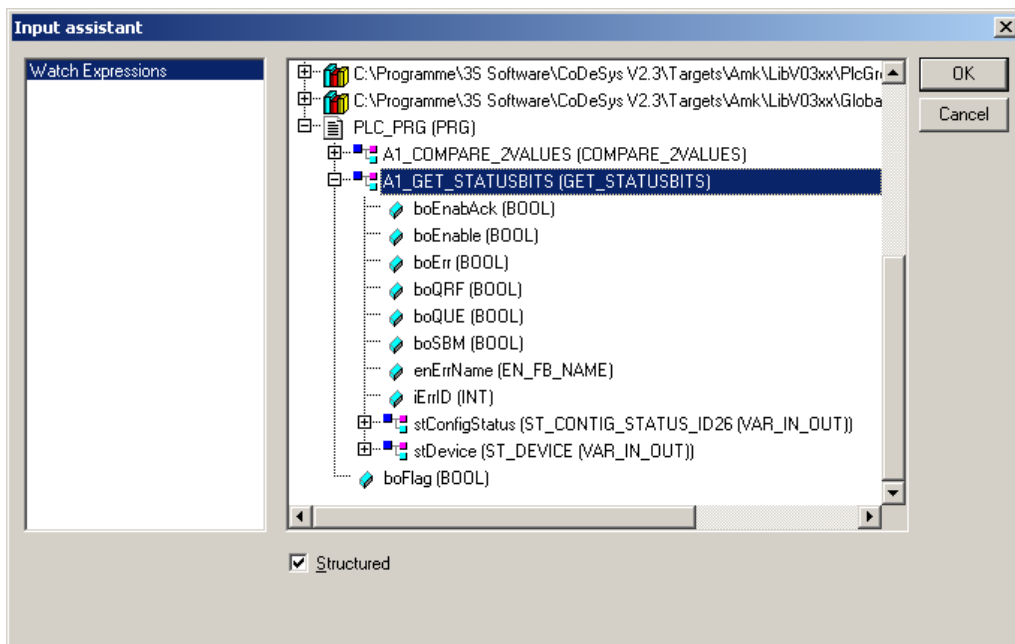 Input assistant
Watch Expressions
C:\Programme\3S Software\CoDeSys V2.3\Targets\Amk\LibV03xx\PlcGr
C:\Programme\3S Software\CoDeSys V2.3\Targets\Amk\LibV03xx\Globa
PLC_PRG (PRG)
A1_COMPARE_2VALUES (COMPARE_2VALUES)
A1_GET_STATUSBITS (GET_STATUSBITS)
boEnabAck (BOOL)
boEnable (BOOL)
boErr (BOOL)
boQRF (BOOL)
boQUE (BOOL)
boSBM (BOOL)
enErrName (EN_FB_NAME)
iErrID (INT)
stConfigStatus (ST_CONTIG_STATUS_ID26 (VAR_IN_OUT))
stDevice (ST_DEVICE (VAR_IN_OUT))
boFlag (BOOL)
OK
Cancel
Structured